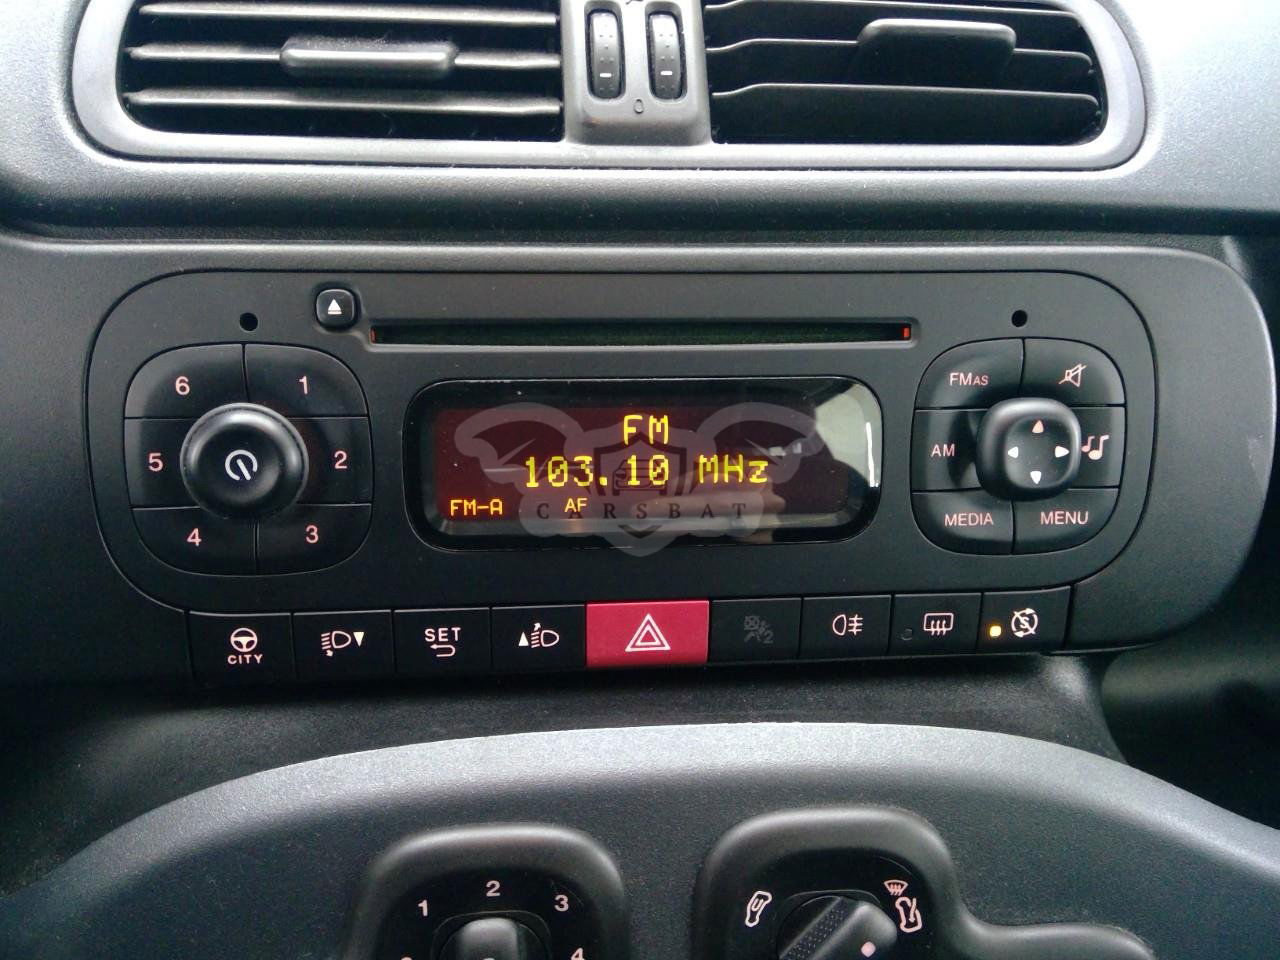 6 1
5 2
4 3
FM
103.10 MHz
FM-A AF
CARSBAT
FMAS
AM
MEDIA MENU
CITY
SET
2
1 2 3
4